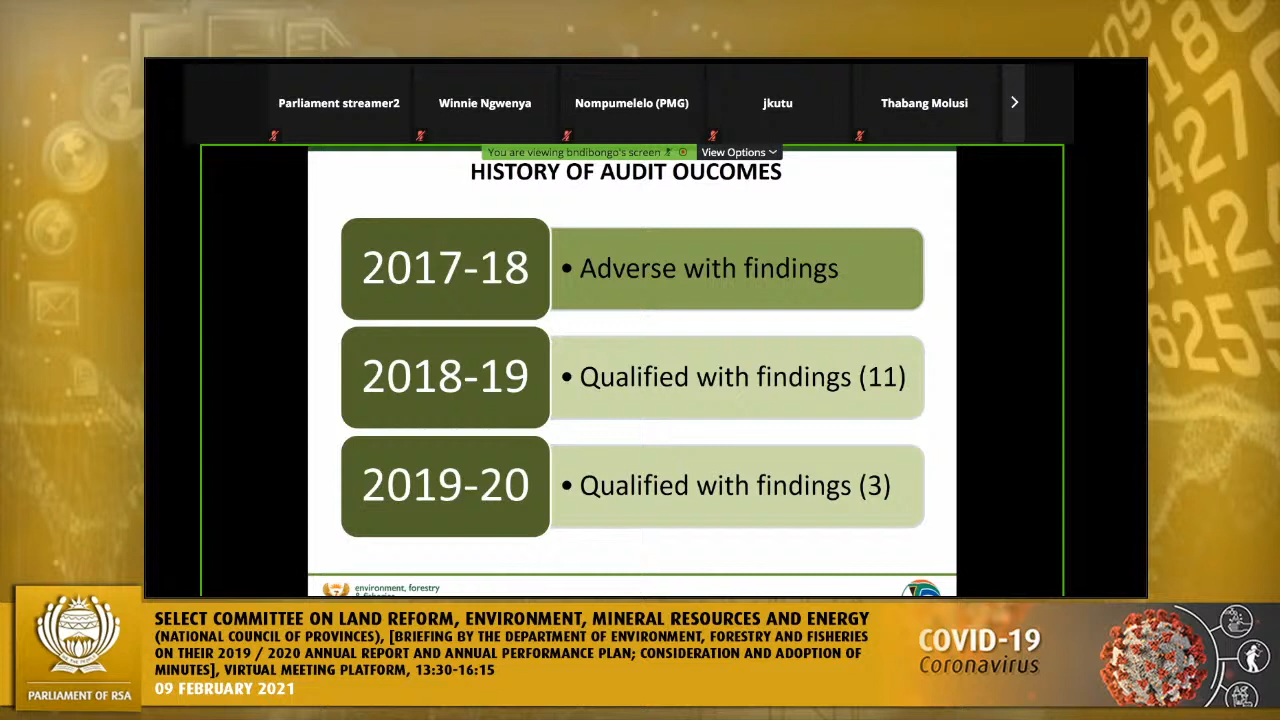 Parliament streamer2
Winnie Ngwenya
Nompumelelo (PMG)
jkutu
Thabang Molusi
You are viewing bndibongo's screen
View Options
HISTORY OF AUDIT OUCOMES
2017-18
• Adverse with findings
2018-19
• Qualified with findings (11)
2019-20
• Qualified with findings (3)
environment, forestry
& fisheries
PARLIAMENT OF RSA
SELECT COMMITTEE ON LAND REFORM, ENVIRONMENT, MINERAL RESOURCES AND ENERGY
(NATIONAL COUNCIL OF PROVINCES), [BRIEFING BY THE DEPARTMENT OF ENVIRONMENT, FORESTRY AND FISHERIES
ON THEIR 2019 / 2020 ANNUAL REPORT AND ANNUAL PERFORMANCE PLAN; CONSIDERATION AND ADOPTION OF
MINUTES], VIRTUAL MEETING PLATFORM, 13:30-16:15
09 FEBRUARY 2021
COVID-19
Coronavirus